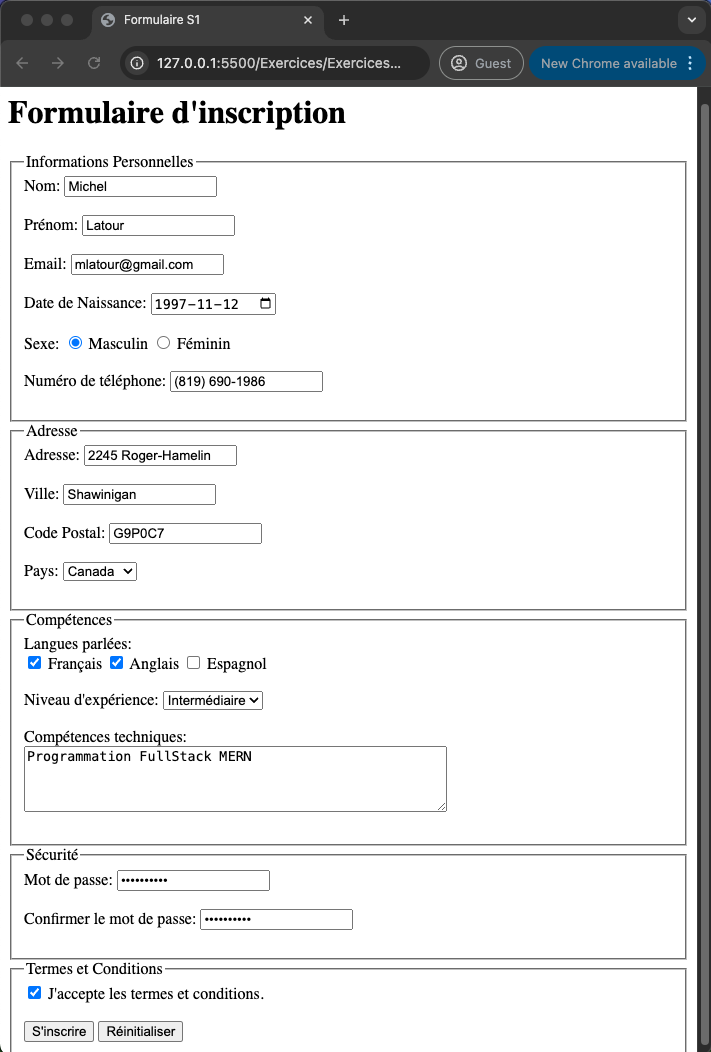 Formulaire S1
127.0.0.1:5500/Exercices/Exercices...
Guest
New Chrome available
Formulaire d'inscription
Informations Personnelles
Nom: Michel
Prénom: Latour
Email: mlatour@gmail.com
Date de Naissance: 1997-11-12
Sexe: Masculin Féminin
Numéro de téléphone: (819) 690-1986
Adresse
Adresse: 2245 Roger-Hamelin
Ville: Shawinigan
Code Postal: G9P0C7
Pays: Canada
Compétences
Langues parlées:
Français Anglais Espagnol
Niveau d'expérience: Intermédiaire
Compétences techniques:
Programmation FullStack MERN
Sécurité
Mot de passe: ••••••••••
Confirmer le mot de passe: ••••••••••
Termes et Conditions
J'accepte les termes et conditions.
S'inscrire Réinitialiser